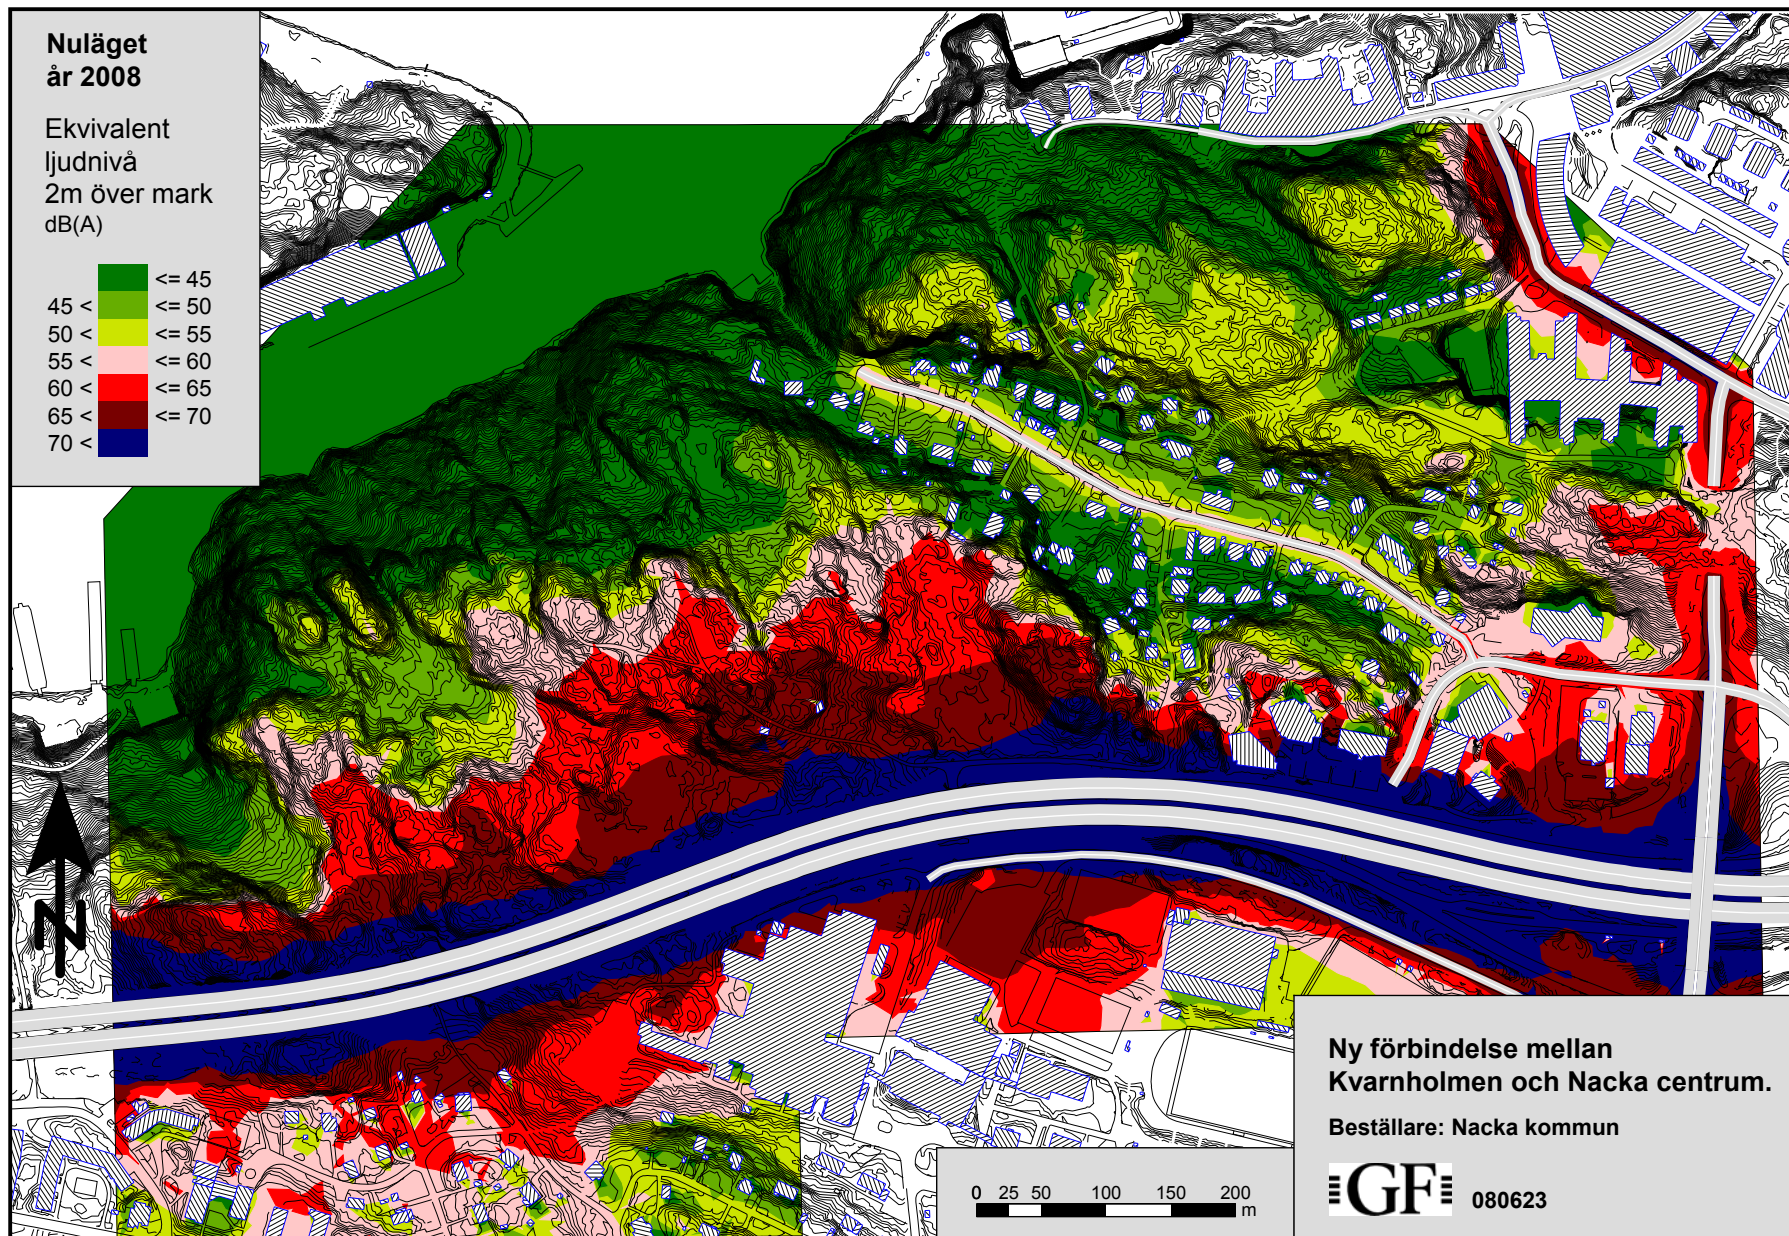 Nuläget
år 2008
Ekvivalent
ljudnivå
2m över mark
dB(A)
<= 45
45 < <= 50
50 < <= 55
55 < <= 60
60 < <= 65
65 < <= 70
70 <
N
0 25 50 100 150 200
m
Ny förbindelse mellan
Kvarnholmen och Nacka centrum.
Beställare: Nacka kommun
GF 080623